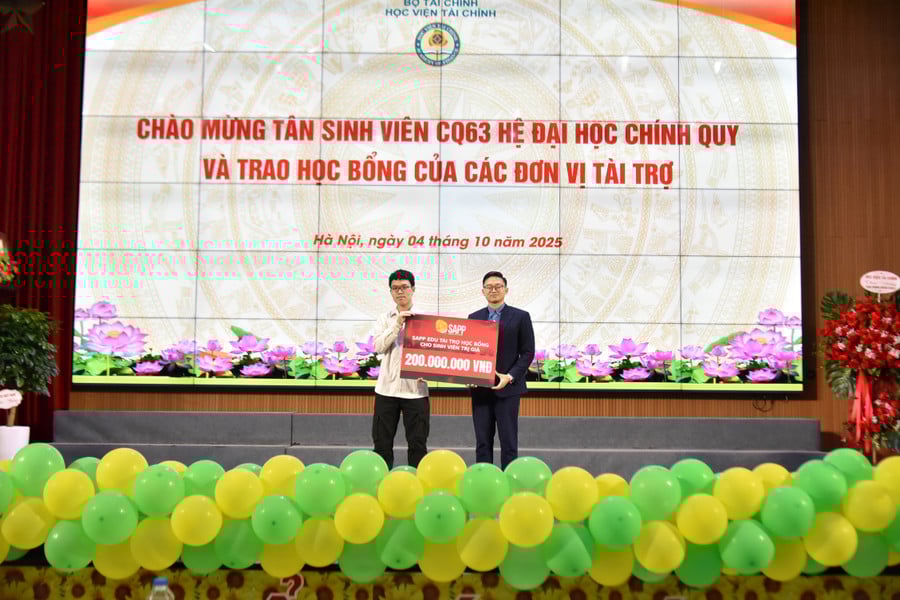 BỘ TÀI CHÍNH
HỌC VIỆN TÀI CHÍNH
CHÀO MỪNG TÂN SINH VIÊN CQ63 HỆ ĐẠI HỌC CHÍNH QUY
VÀ TRAO HỌC BỔNG CỦA CÁC ĐƠN VỊ TÀI TRỢ
Hà Nội, ngày 04 tháng 10 năm 2025
SAPP
SAPP EDU TÀI TRỢ HỌC BỔNG
CHO SINH VIÊN TRỊ GIÁ
200.000.000 VNĐ